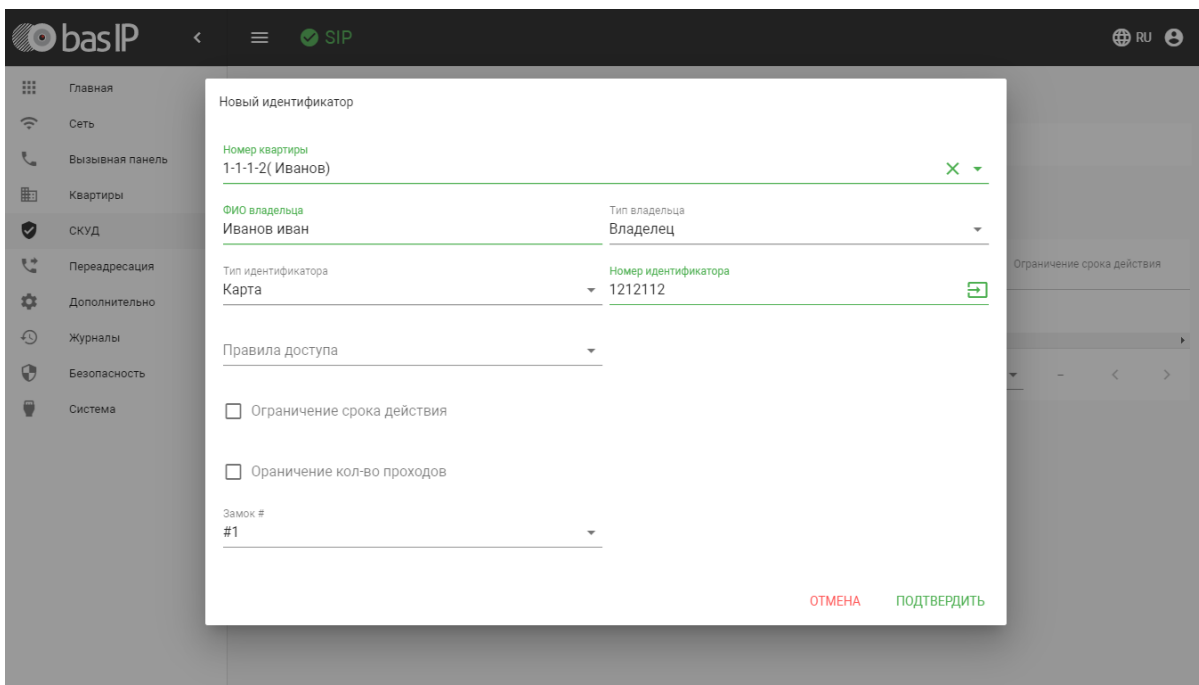 basIP
SIP
RU
Главная
Сеть
Вызывная панель
Квартиры
СКУД
Переадресация
Дополнительно
Журналы
Безопасность
Система
Новый идентификатор
Номер квартиры
1-1-1-2( Иванов)
ФИО владельца
Иванов иван
Тип владельца
Владелец
Тип идентификатора
Карта
Номер идентификатора
1212112
Правила доступа
Ограничение срока действия
Ораничение кол-во проходов
Замок #
#1
ОТМЕНА
ПОДТВЕРДИТЬ
Ограничение срока действия
–